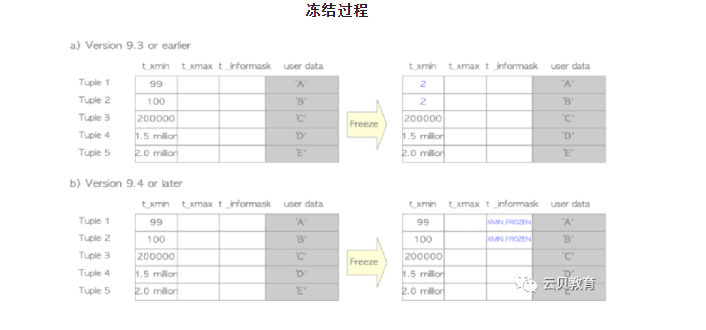 冻结过程
a) Version 9.3 or earlier
t_xmin t_xmax t_informask user data t_xmin t_xmax t_informask user data
Tuple 1 99 'A' 2 'A'
Tuple 2 100 'B' 2 'B'
Tuple 3 200000 'C' Freeze 200000 'C'
Tuple 4 1.5 million 'D' 1.5 million 'D'
Tuple 5 2.0 million 'E' 2.0 million 'E'
b) Version 9.4 or later
t_xmin t_xmax t_informask user data t_xmin t_xmax t_informask user data
Tuple 1 99 'A' 99 XMIN_FROZEN 'A'
Tuple 2 100 'B' 100 XMIN_FROZEN 'B'
Tuple 3 200000 'C' Freeze 200000 'C'
Tuple 4 1.5 million 'D' 1.5 million 'D'
Tuple 5 2.0 million 'E' 2.0 million 'E'
云贝教育